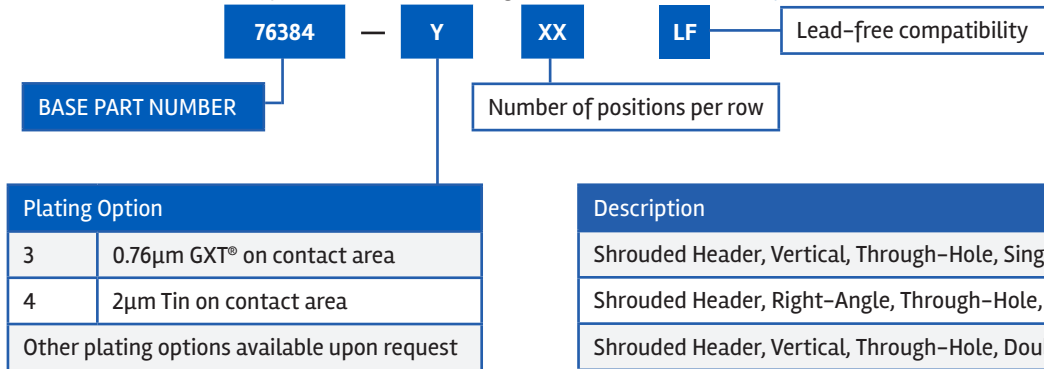 76384 — Y XX LF Lead-free compatibility
BASE PART NUMBER Number of positions per row
Plating Option
3 0.76µm GXT® on contact area
4 2µm Tin on contact area
Other plating options available upon request
Description
Shrouded Header, Vertical, Through-Hole,
Shrouded Header, Right-Angle, Through-Hole,
Shrouded Header, Vertical, Through-Hole,